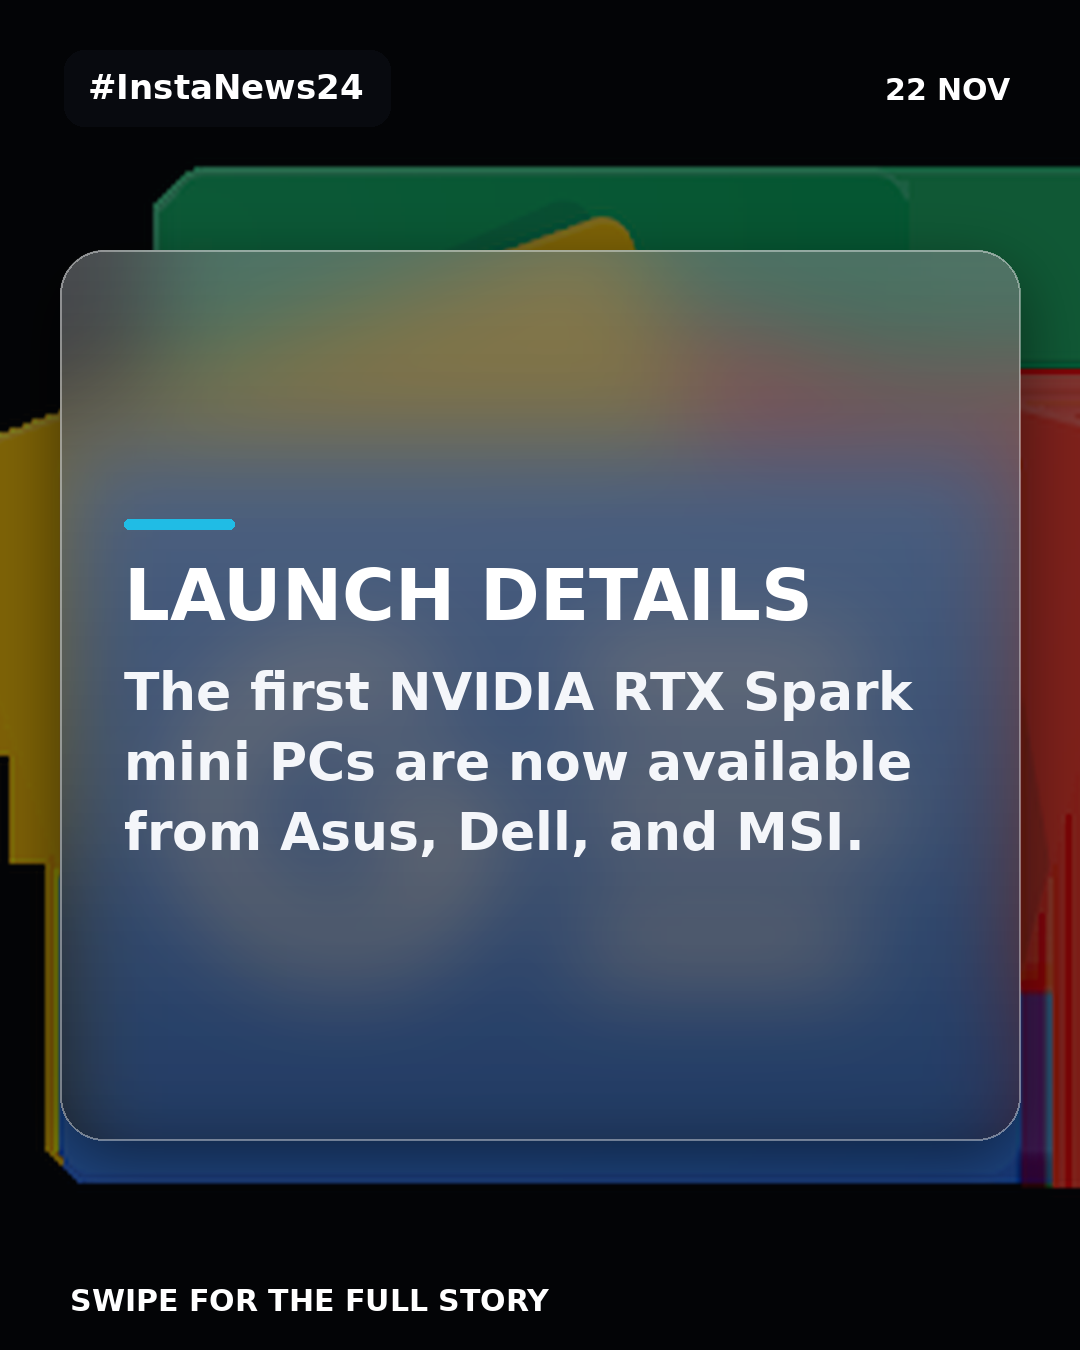 #InstaNews24
22 NOV
LAUNCH DETAILS
The first NVIDIA RTX Spark
mini PCs are now available
from Asus, Dell, and MSI.
SWIPE FOR THE FULL STORY